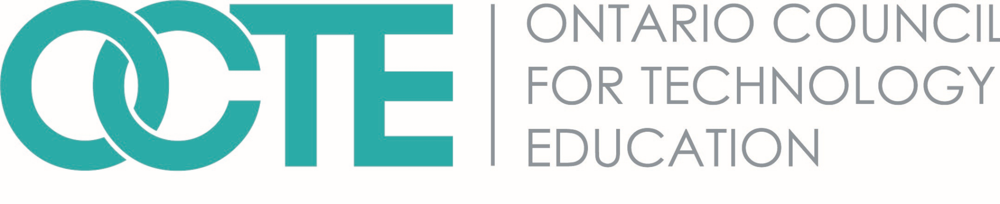 OCTE
ONTARIO COUNCIL
FOR TECHNOLOGY
EDUCATION